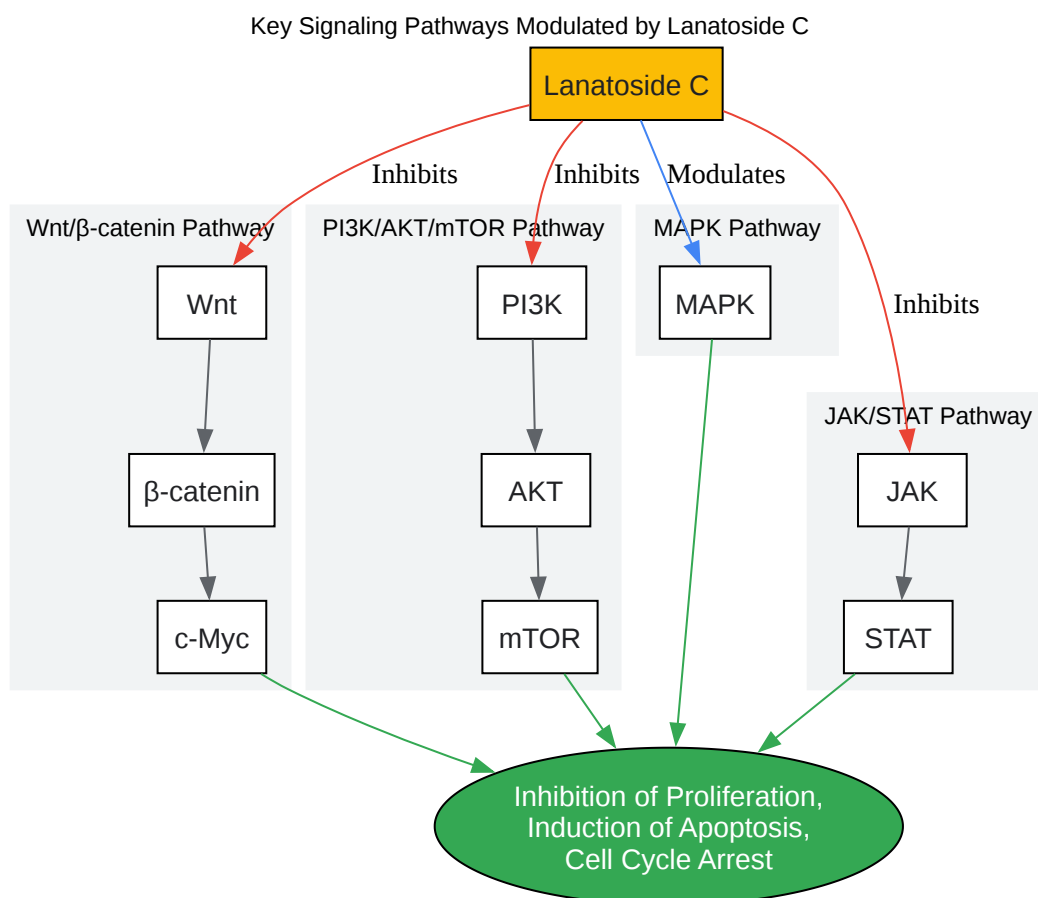 Key Signaling Pathways Modulated by Lanatoside C
Lanatoside C
Inhibits
Inhibits
Modulates
Wnt/β-catenin Pathway
PI3K/AKT/mTOR Pathway
MAPK Pathway
Wnt
PI3K
MAPK
Inhibits
JAK/STAT Pathway
β-catenin
AKT
JAK
c-Myc
mTOR
STAT
Inhibition of Proliferation,
Induction of Apoptosis,
Cell Cycle Arrest